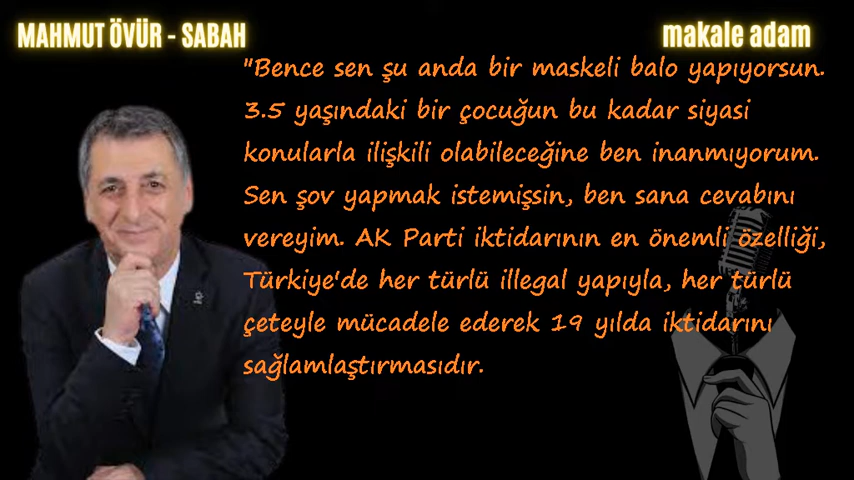 MAHMUT ÖVÜR - SABAH
makale adam
"Bence sen şu anda bir maskeli balo yapıyorsun.
3.5 yaşındaki bir çocuğun bu kadar siyasi
konularla ilişkili olabileceğine ben inanmıyorum.
Sen şov yapmak istemişsin, ben sana cevabını
vereyim. AK Parti iktidarının en önemli özelliği,
Türkiye'de her türlü illegal yapıyla, her türlü
çeteyle mücadele ederek 19 yılda iktidarını
sağlamlaştırmasıdır.